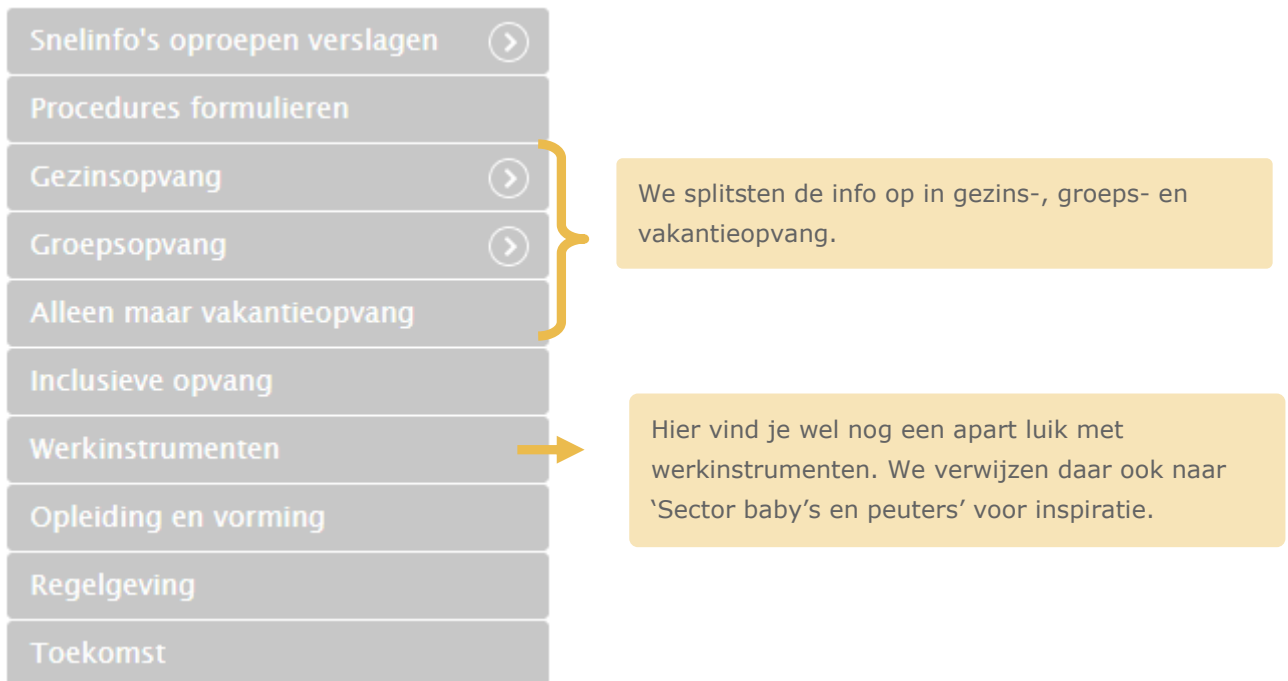 Snelinfo's oproepen verslagen
Procedures formulieren
Gezinsopvang
Groepsopvang
Alleen maar vakantieopvang
Inclusieve opvang
Werkinstrumenten
Opleiding en vorming
Regelgeving
Toekomst
We splitsten de info op in gezins-, groeps- en
vakantieopvang.
Hier vind je wel nog een apart luik met
werkinstrumenten. We verwijzen daar ook naar
‘Sector baby’s en peuters’ voor inspiratie.